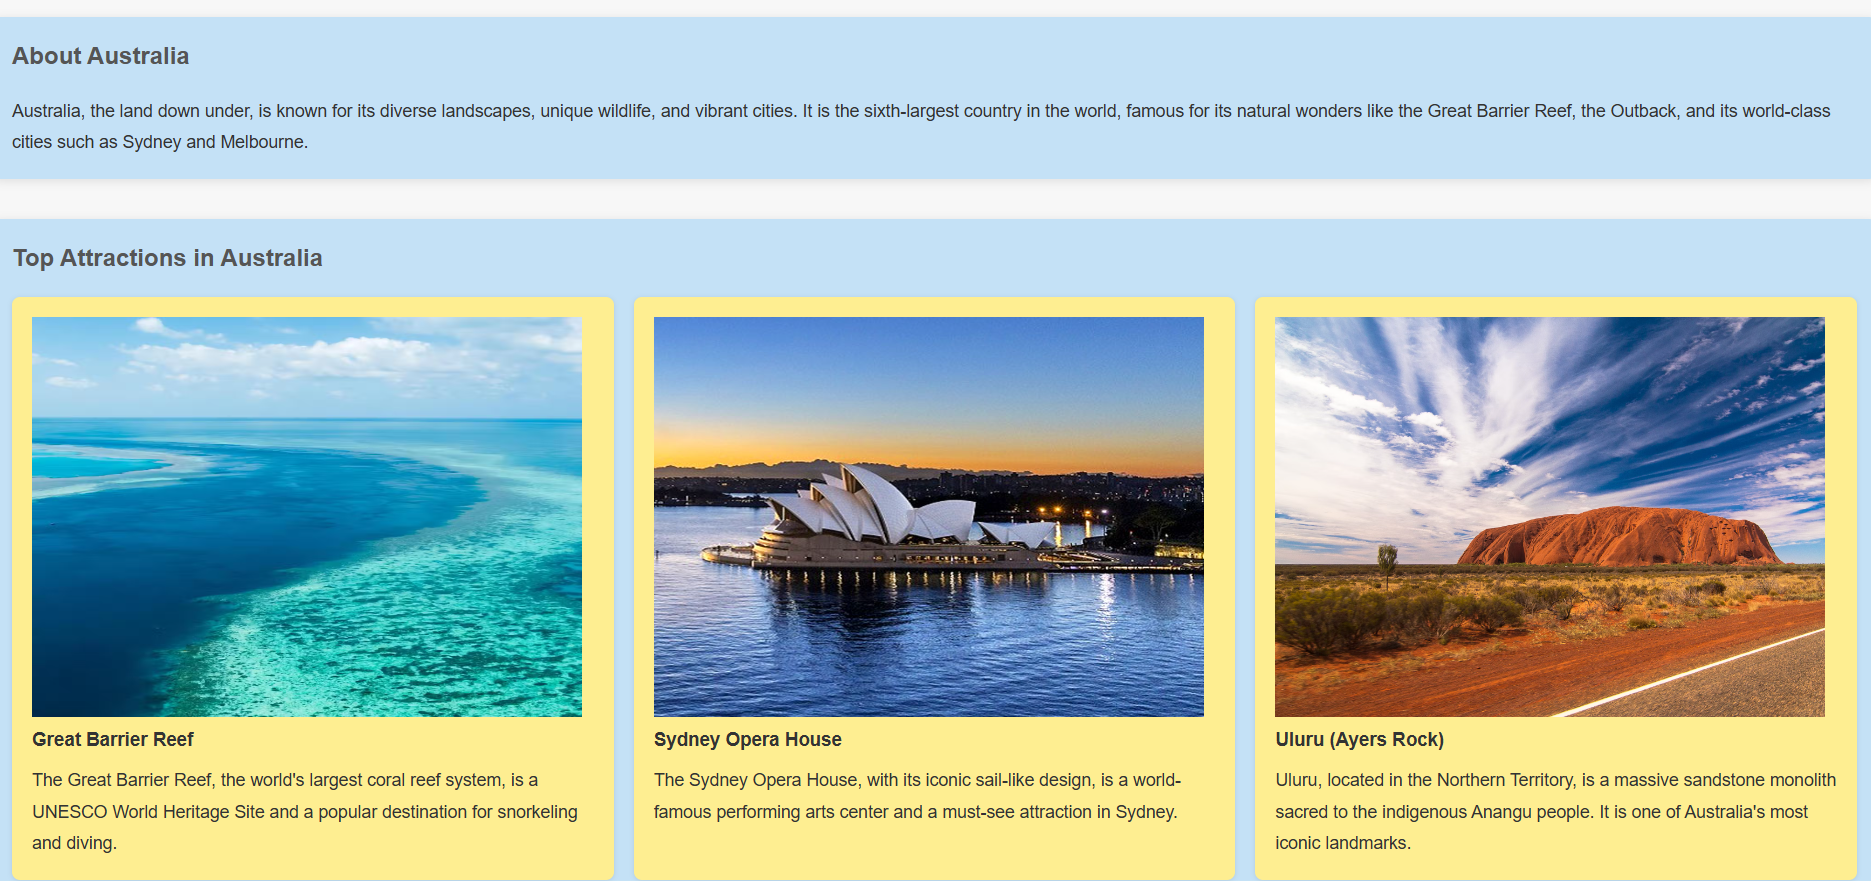 About Australia
Australia, the land down under, is known for its diverse landscapes, unique wildlife, and vibrant cities. It is the sixth-largest country in the world, famous for its natural wonders like the Great Barrier Reef, the Outback, and its world-class
cities such as Sydney and Melbourne.
Top Attractions in Australia
Great Barrier Reef
The Great Barrier Reef, the world's largest coral reef system, is a
UNESCO World Heritage Site and a popular destination for snorkeling
and diving.
Sydney Opera House
The Sydney Opera House, with its iconic sail-like design, is a world-
famous performing arts center and a must-see attraction in Sydney.
Uluru (Ayers Rock)
Uluru, located in the Northern Territory, is a massive sandstone monolith
sacred to the indigenous Anangu people. It is one of Australia's most
iconic landmarks.